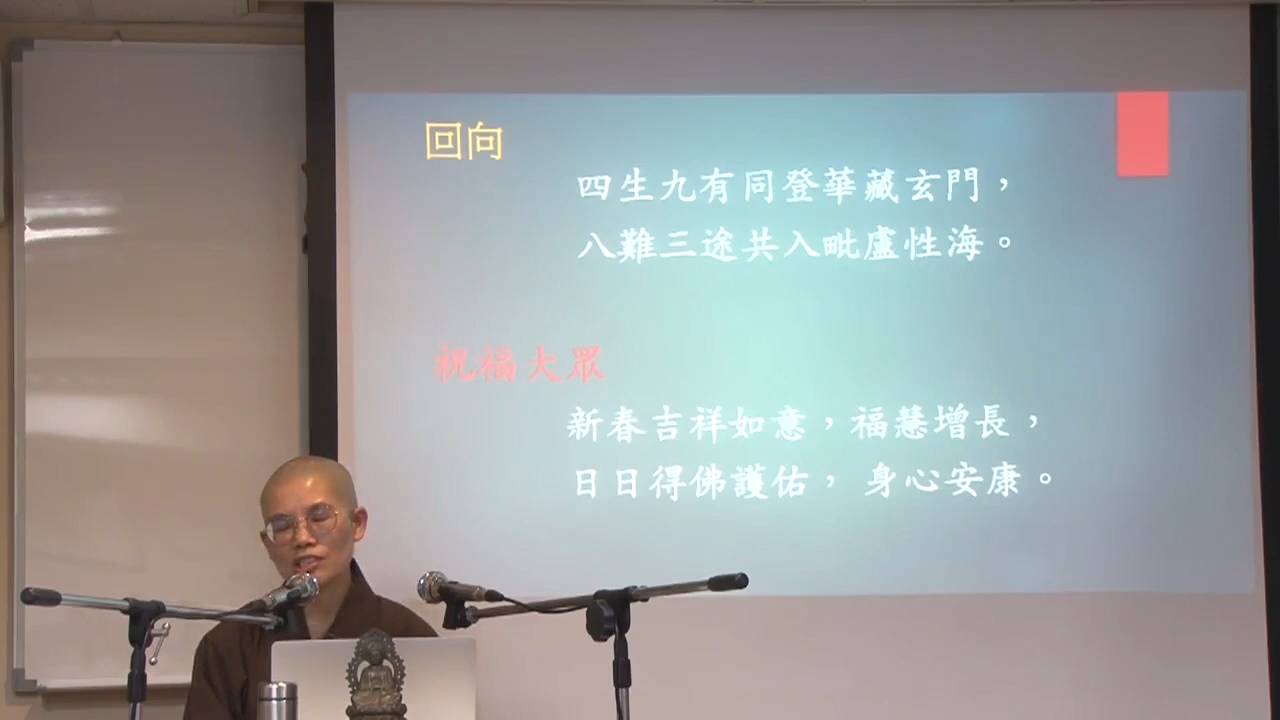 回向
四生九有同登華藏玄門，
八難三途共入毗盧性海。
祝福大眾
新春吉祥如意，福慧增長，
日日得佛護佑， 身心安康。